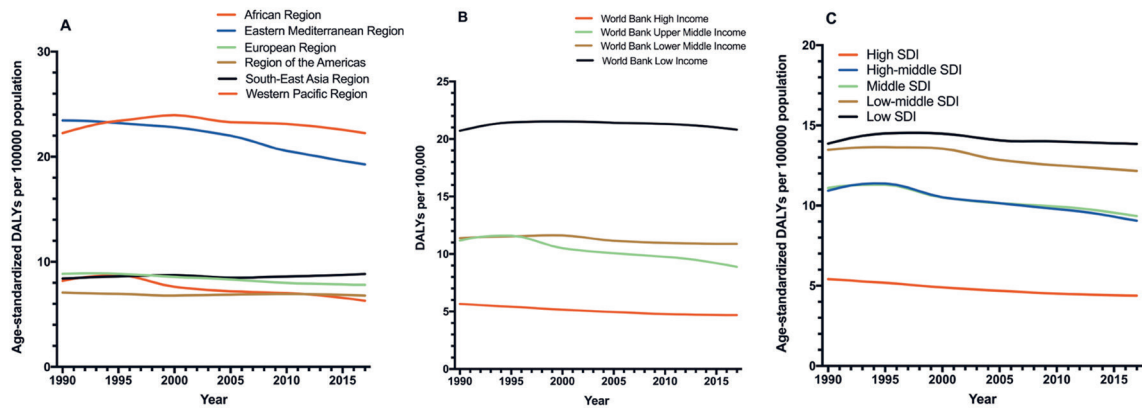 A
African Region
Eastern Mediterranean Region
European Region
Region of the Americas
South-East Asia Region
Western Pacific Region
Age-standardized DALYs per 100000 population
30
20
10
0
1990 1995 2000 2005 2010 2015
Year
B
World Bank High Income
World Bank Upper Middle Income
World Bank Lower Middle Income
World Bank Low Income
DALYs per 100,000
25
20
15
10
5
0
1990 1995 2000 2005 2010 2015
Year
C
High SDI
High-middle SDI
Middle SDI
Low-middle SDI
Low SDI
Age-standardized DALYs per 100000 population
20
18
16
14
10
5
0
1990 1995 2000 2005 2010 2015
Year